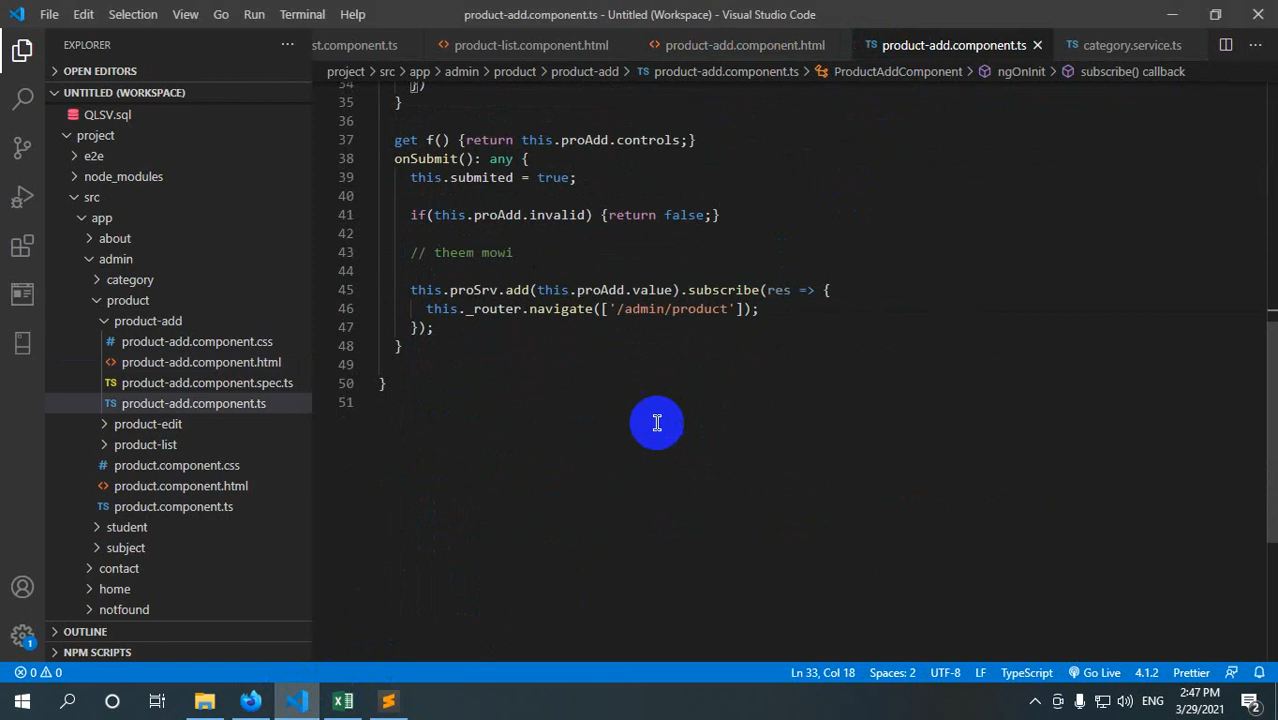 File Edit Selection View Go Run Terminal Help
product-add.component.ts - Untitled (Workspace) - Visual Studio Code
EXPLORER
st.component.ts
product-list.component.html
product-add.component.html
product-add.component.ts
category.service.ts
OPEN EDITORS
project > src > app > admin > product > product-add > product-add.component.ts > ProductAddComponent > ngOnInit > subscribe() callback
UNTITLED (WORKSPACE)
QLSV.sql
project
e2e
node_modules
src
app
about
admin
category
product
product-add
product-add.component.css
product-add.component.html
product-add.component.spec.ts
product-add.component.ts
product-edit
product-list
product.component.css
product.component.html
product.component.ts
student
subject
contact
home
notfound
OUTLINE
NPM SCRIPTS
34 })
35 }
36
37 get f() {return this.proAdd.controls;}
38 onSubmit(): any {
39 this.submited = true;
40
41 if(this.proAdd.invalid) {return false;}
42
43 // theem mowi
44
45 this.proSrv.add(this.proAdd.value).subscribe(res => {
46 this._router.navigate(['/admin/product']);
47 });
48 }
49
50 }
51
0 0
Ln 33, Col 18 Spaces: 2 UTF-8 LF TypeScript Go Live 4.1.2 Prettier
1
ENG
2:47 PM
3/29/2021
2